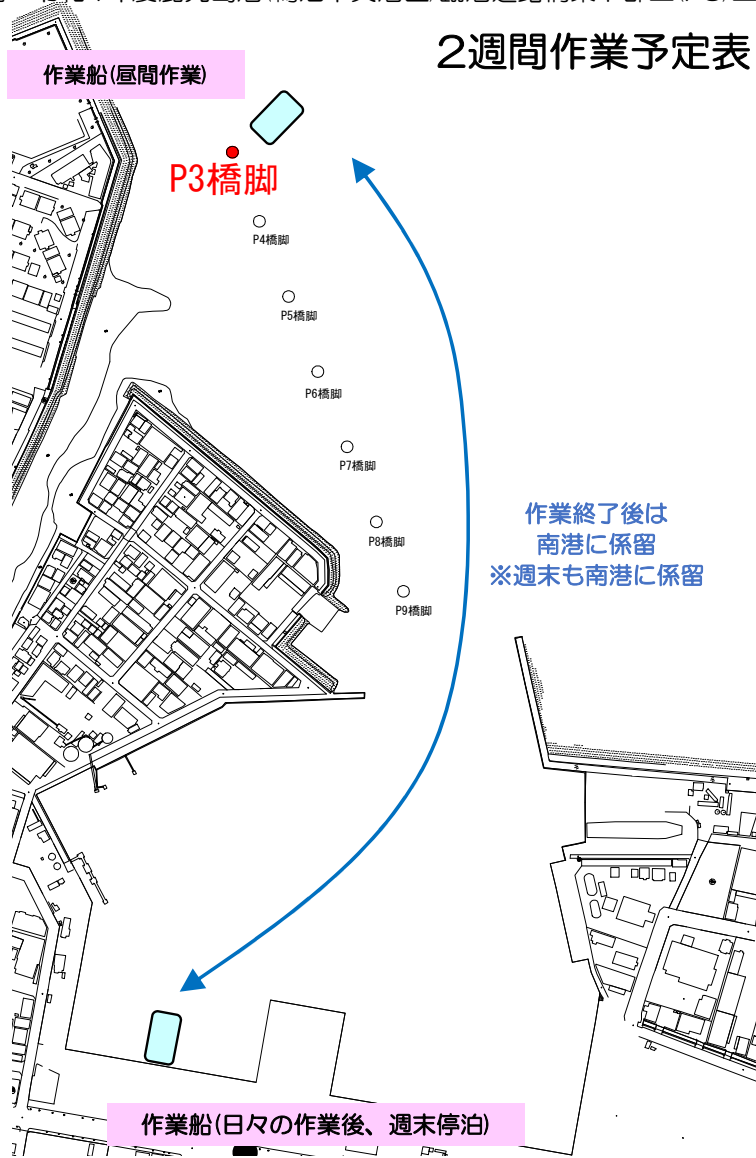 2週間作業予定表
作業船(昼間作業)
P3橋脚
P4橋脚
P5橋脚
P6橋脚
P7橋脚
P8橋脚
P9橋脚
作業終了後は
南港に係留
※週末も南港に係留
作業船(日々の作業後、週末停泊)